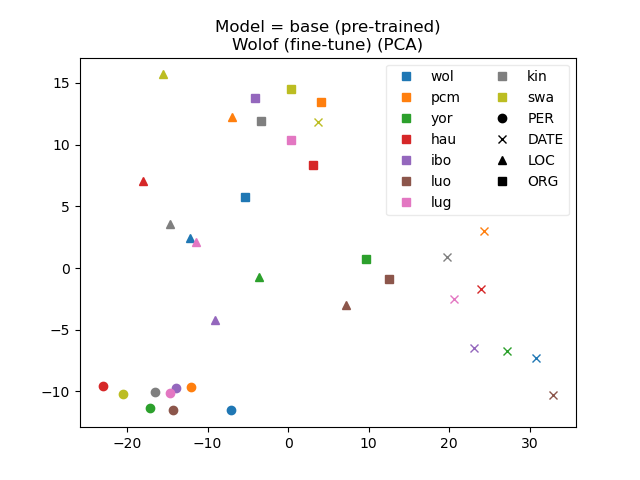 Model = base (pre-trained)
Wolof (fine-tune) (PCA)
wol
pcm
yor
hau
ibo
luo
lug
kin
swa
PER
DATE
LOC
ORG
15
10
5
0
−5
−10
−20
−10
0
10
20
30